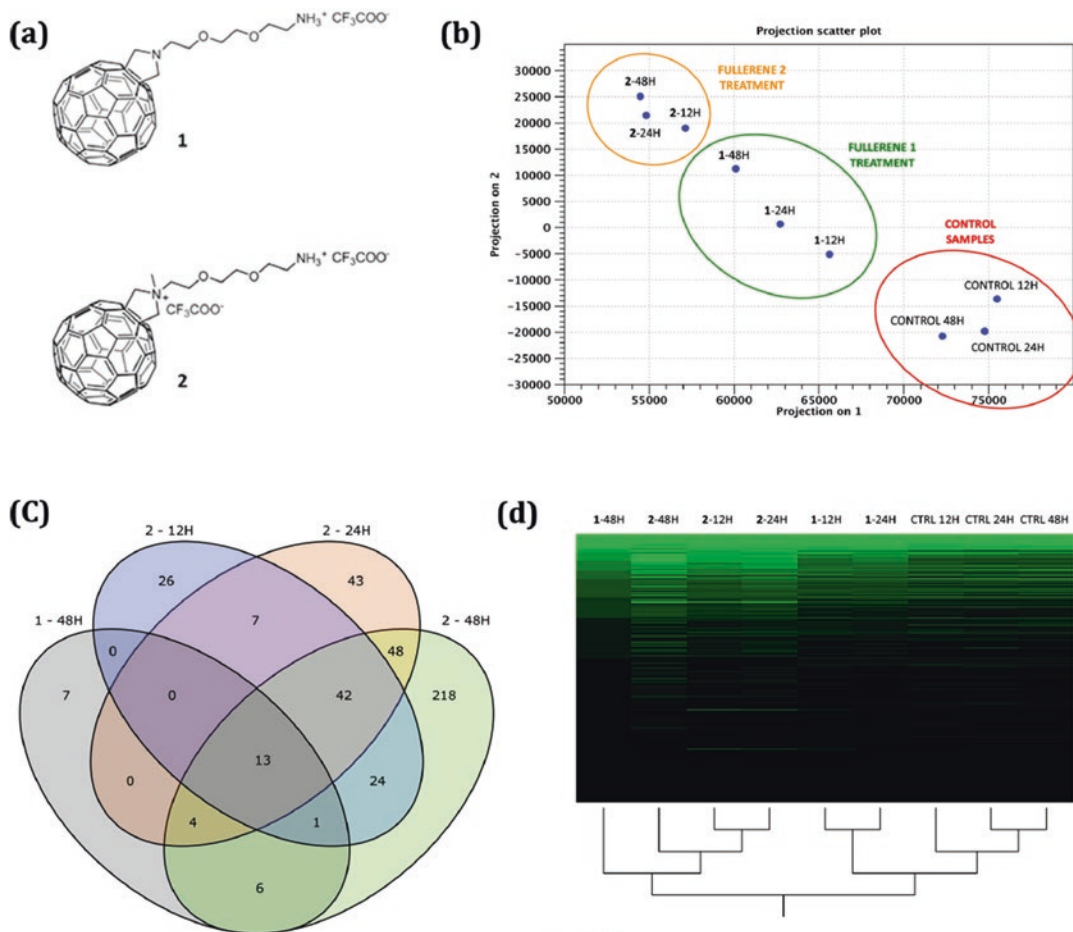 (a)
NH₃⁺ CF₃COO⁻
O
O
N
1
NH₃⁺ CF₃COO⁻
O
O
N⁺
CF₃COO⁻
2
(b)
Projection scatter plot
30000
25000
20000
15000
10000
5000
0
-5000
-10000
-15000
-20000
-25000
-30000
Projection on 2
50000 55000 60000 65000 70000 75000
Projection on 1
FULLERENE 2
TREATMENT
2-48H
2-12H
2-24H
FULLERENE 1
TREATMENT
1-48H
1-24H
1-12H
CONTROL
SAMPLES
CONTROL 12H
CONTROL 48H
CONTROL 24H
(C)
2 - 12H
2 - 24H
1 - 48H
2 - 48H
26
43
7
0
48
7
0
42
218
0
13
24
4
1
6
(d)
1-48H 2-48H 2-12H 2-24H 1-12H 1-24H CTRL 12H CTRL 24H CTRL 48H